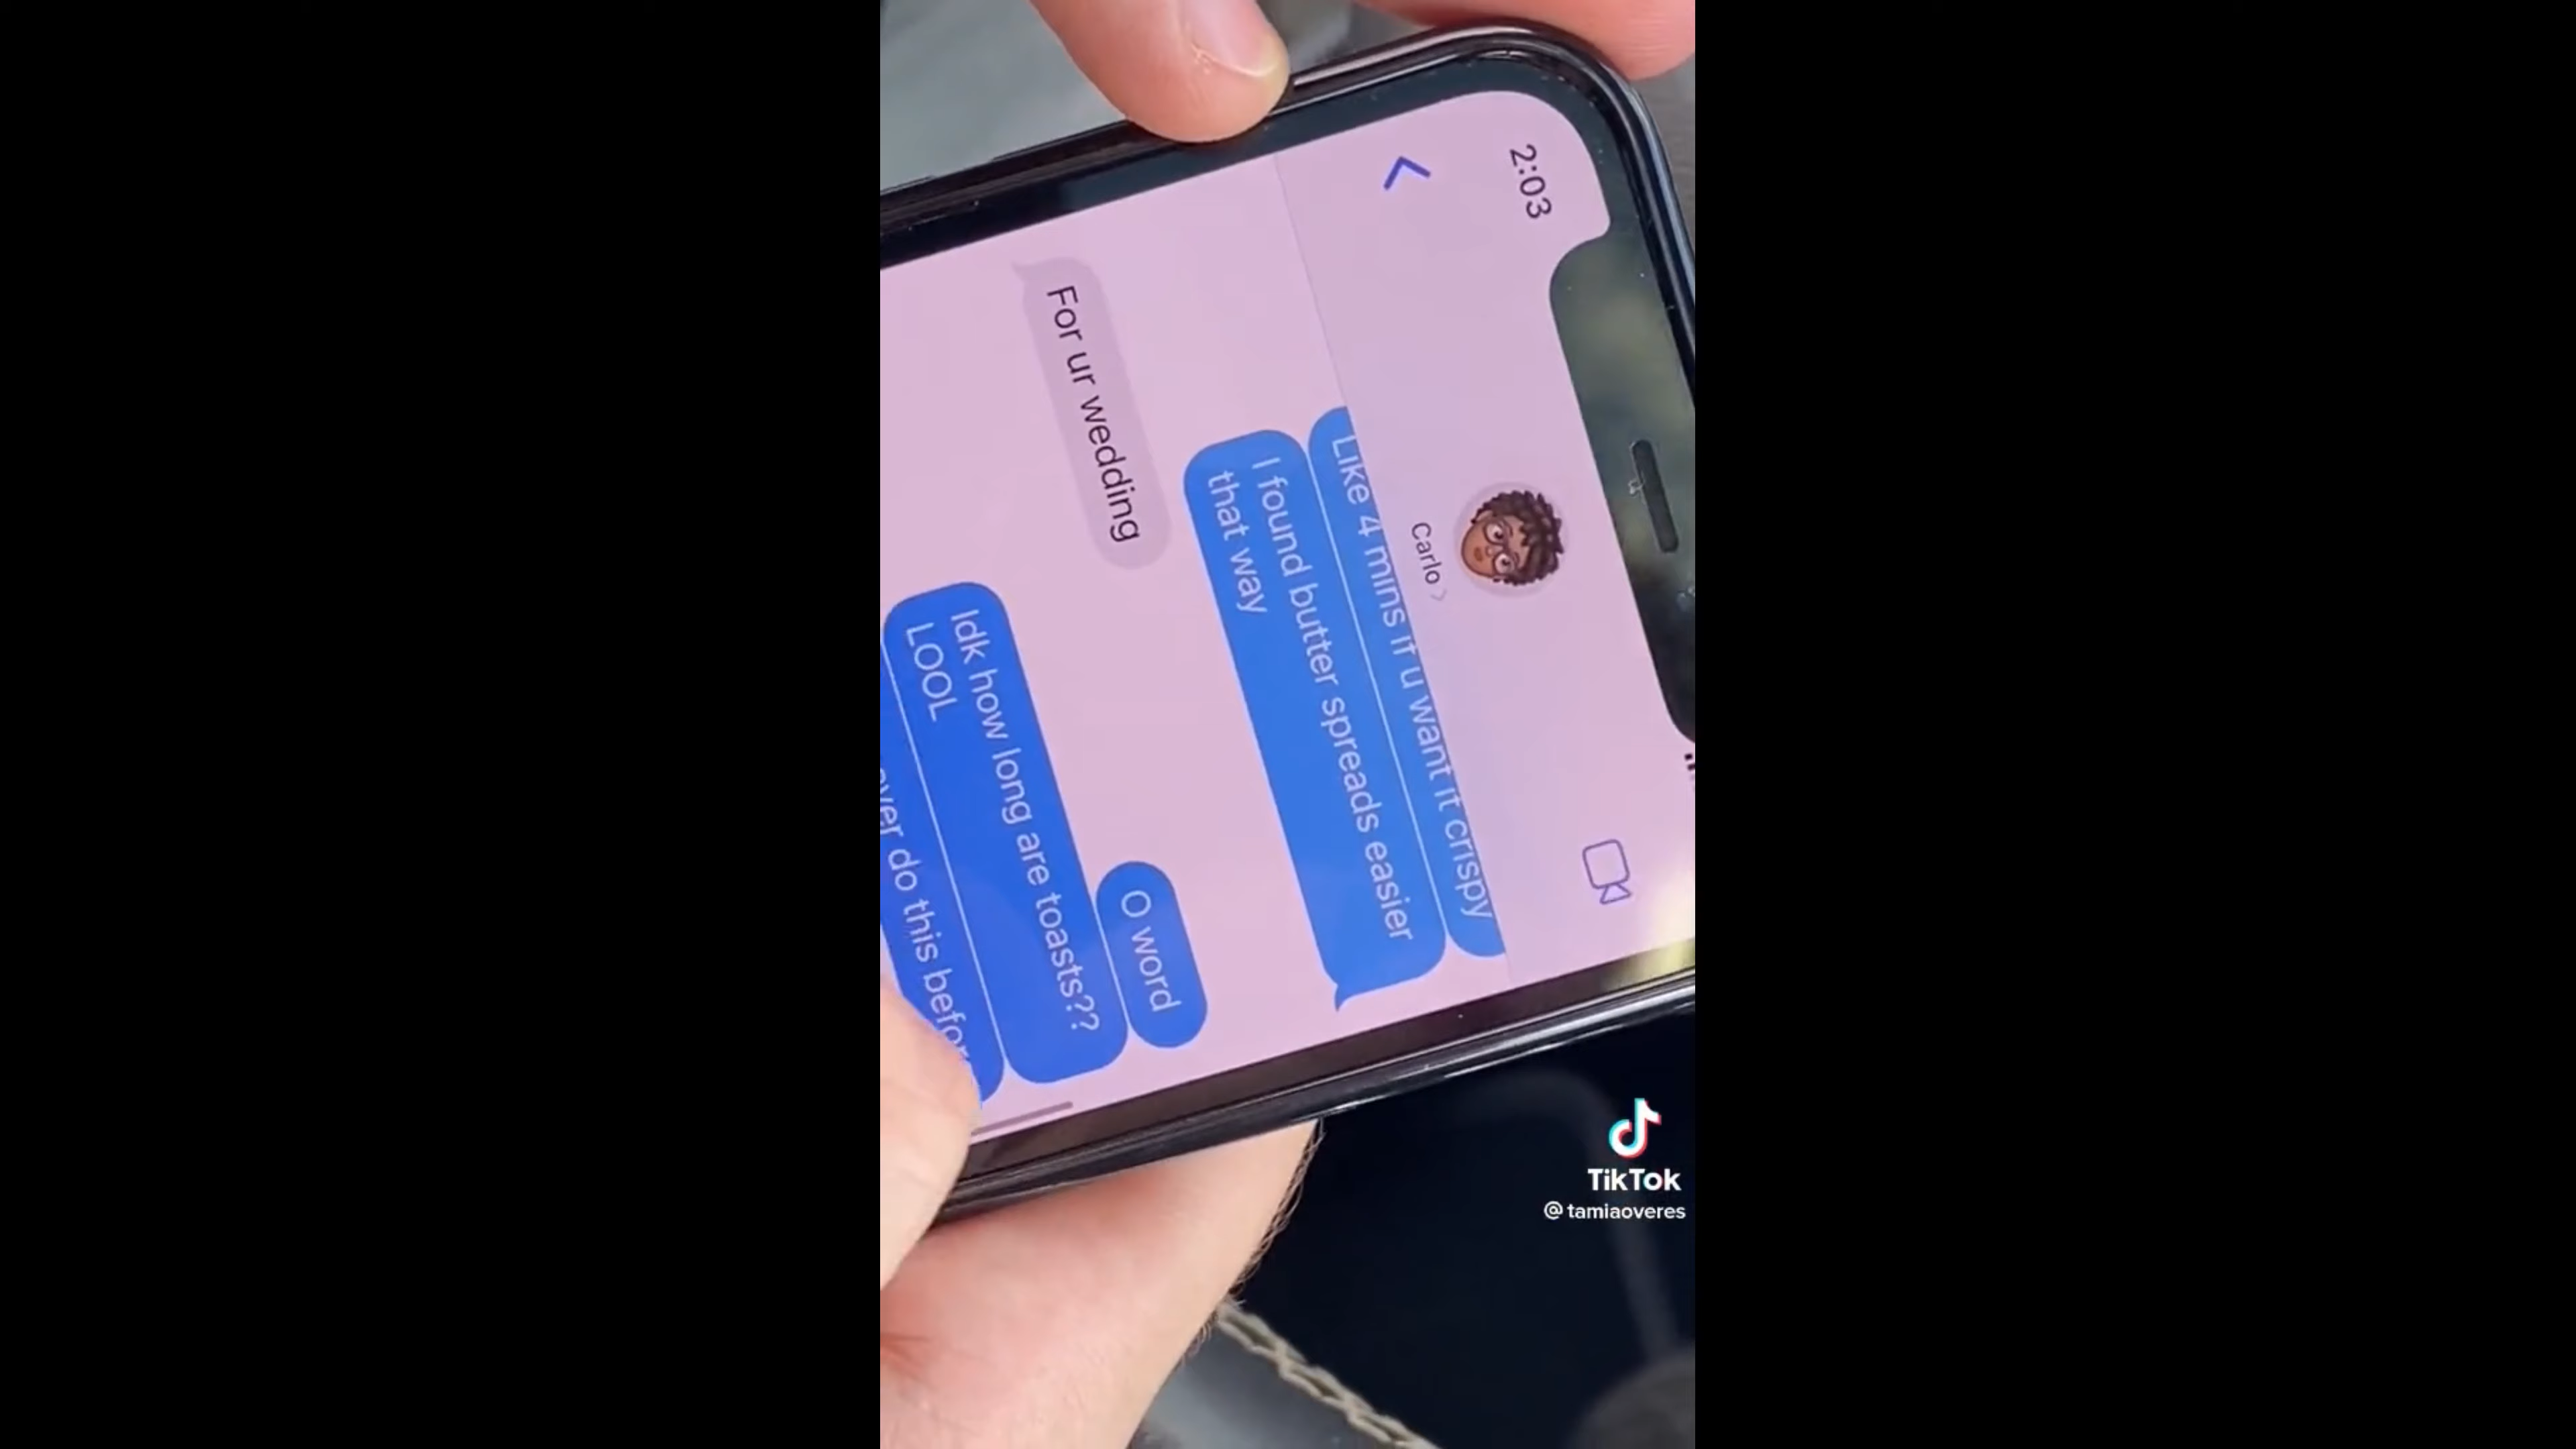 2:03
Carlo
Like 4 mins if u want it crispy
I found butter spreads easier
that way
For ur wedding
O word
Idk how long are toasts??
LOOL
do this
TikTok
@tamiaoveres